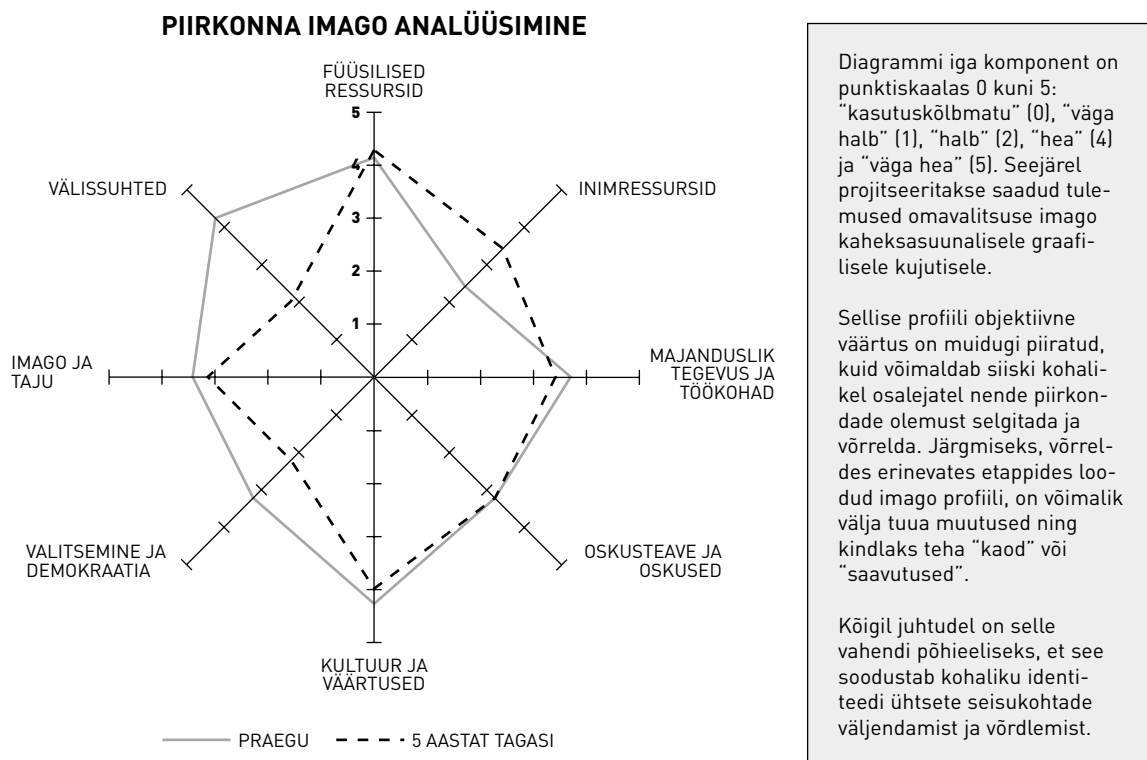 PIIRKONNA IMAGO ANALÜÜSIMINE
FÜÜSILISED
RESSURSID
5
VÄLISSUHTED
INIMRESSURSID
4
3
2
1
IMAGO JA
TAJU
MAJANDUSLIK
TEGEVUS JA
TÖÖKOHAD
VALITSEMINE JA
DEMOKRAATIA
OSKUSTEAVE JA
OSKUSED
KULTUUR JA
VÄÄRTUSED
PRAEGU
5 AASTAT TAGASI
Diagrammi iga komponent on
punktiskaalas 0 kuni 5:
“kasutuskõlbmatu” (0), “väga
halb” (1), “halb” (2), “hea” (4)
ja “väga hea” (5). Seejärel
projitseeritakse saadud tule-
mused omavalitsuse imago
kaheksasuunalisele graafi-
lisele kujutisele.
Sellise profiili objektiivne
väärtus on muidugi piiratud,
kuid võimaldab siiski kohali-
kel osalejatel nende piirkon-
dade olemust selgitada ja
võrrelda. Järgmiseks, võrrel-
des erinevates etappides loo-
dud imago profiili, on võimalik
välja tuua muutused ning
kindlaks teha “kaod” või
“saavutused”.
Kõigil juhtudel on selle
vahendi põhieeliseks, et see
soodustab kohaliku identi-
teedi ühtsete seisukohtade
väljendamist ja võrdlemist.